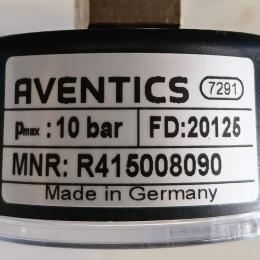 AVENTICS 7291
pmax : 10 bar FD:20125
MNR: R415008090
Made in Germany